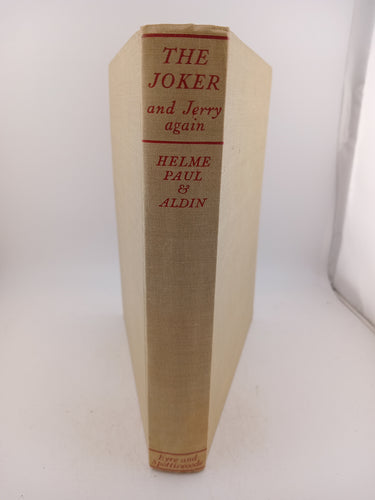 THE
JOKER
and Jerry
again
HELME
PAUL
&
ALDIN
Eyre and
Spottiswoode